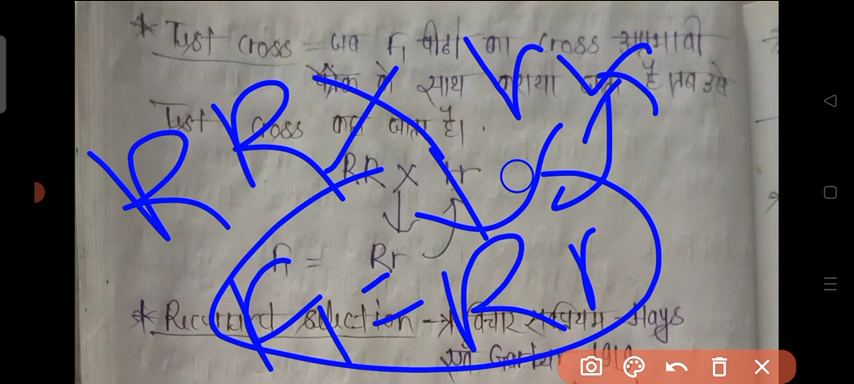 * Test cross = जब F₁ पीढी का cross अप्रभावी
के साथ कराया जाता है तब उसे
Test cross कहा जाता है।
RR × rr
RR × rr
F₁ = Rr
F₁ = Rr
* Recurrent selection → विचार सर्वप्रथम - Hays
एवं Garber 1919